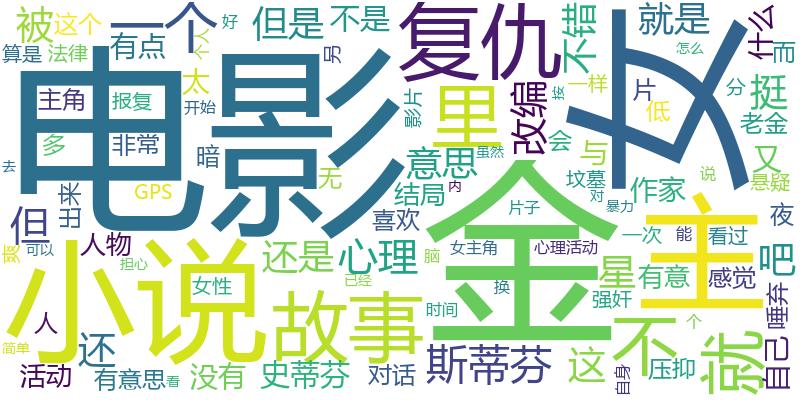 被
这个
一个
个人
好
但是
不是
复仇
不错
就是
什么
而
算是
法律
有点
另
太
主角
报复
开始
电影
影片
里
改编
按
一样
怎么
女
片
分
低
挺
老金
多
非常
暗
无
意思
虽然
会
与
又
悬疑
去
GPS
结局
内
坟墓
对
作家
说
但
出来
喜欢
金
片子
暴力
主
夜
飚
可以
人物
还是
心理
脑
女主角
心理活动
一次
能
看过
吧
小说
担心
女性
已经
换
星
有意
感觉
唾弃
人
故事
时间
强奸
不
个
就
自己
简单
还
活动
有意思
看
没有
史蒂芬
对话
斯蒂芬
这
自身
压抑